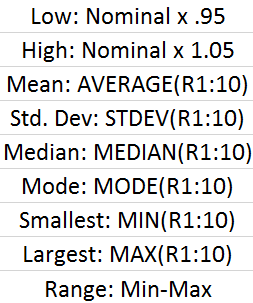 Low: Nominal x .95
High: Nominal x 1.05
Mean: AVERAGE(R1:10)
Std. Dev: STDEV(R1:10)
Median: MEDIAN(R1:10)
Mode: MODE(R1:10)
Smallest: MIN(R1:10)
Largest: MAX(R1:10)
Range: Min-Max